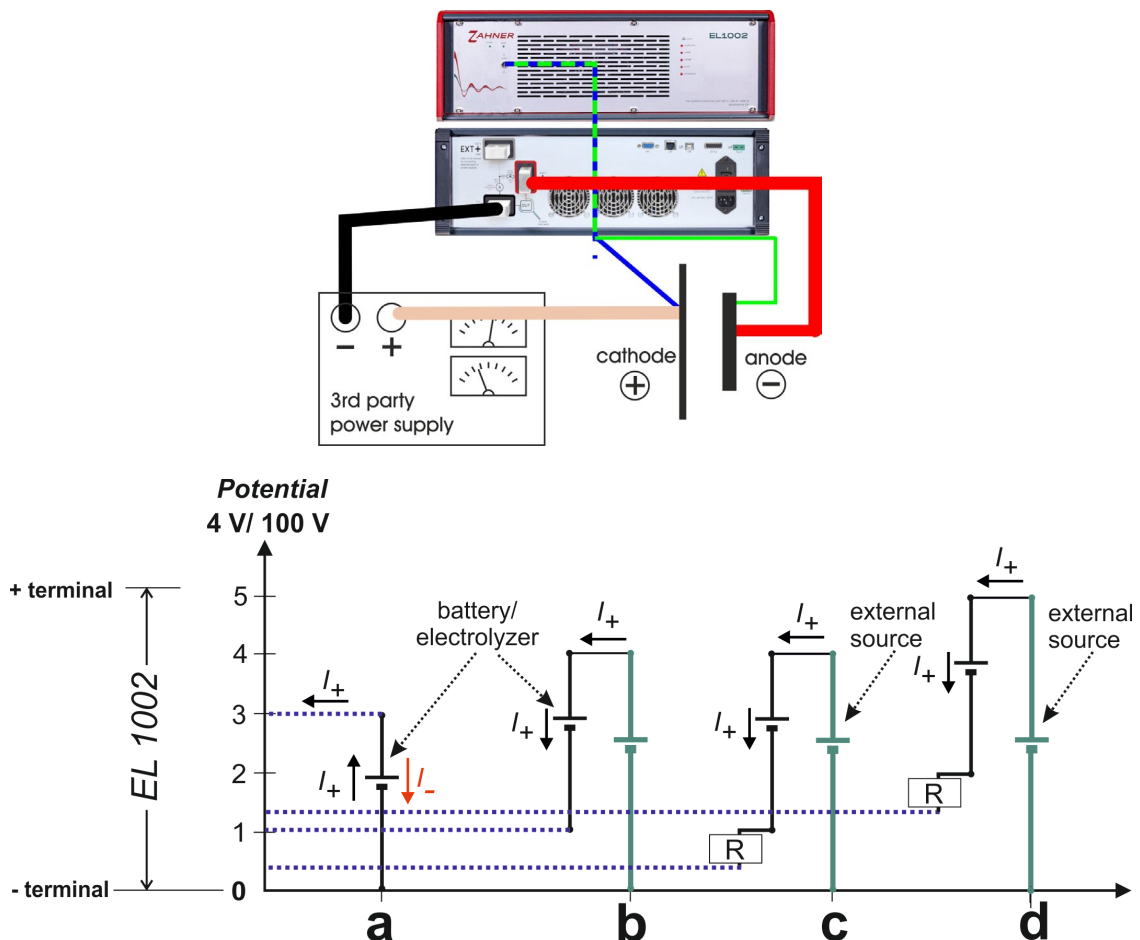 ZAHNER
EL1002
EXT+
OUT
− +
3rd party
power supply
cathode
+
anode
−
Potential
4 V/ 100 V
+ terminal
- terminal
EL 1002
5
4
3
2
1
0
battery/
electrolyzer
external
source
external
source
I+
I+
I-
I+
I+
I+
I+
R
I+
I+
R
a b c d